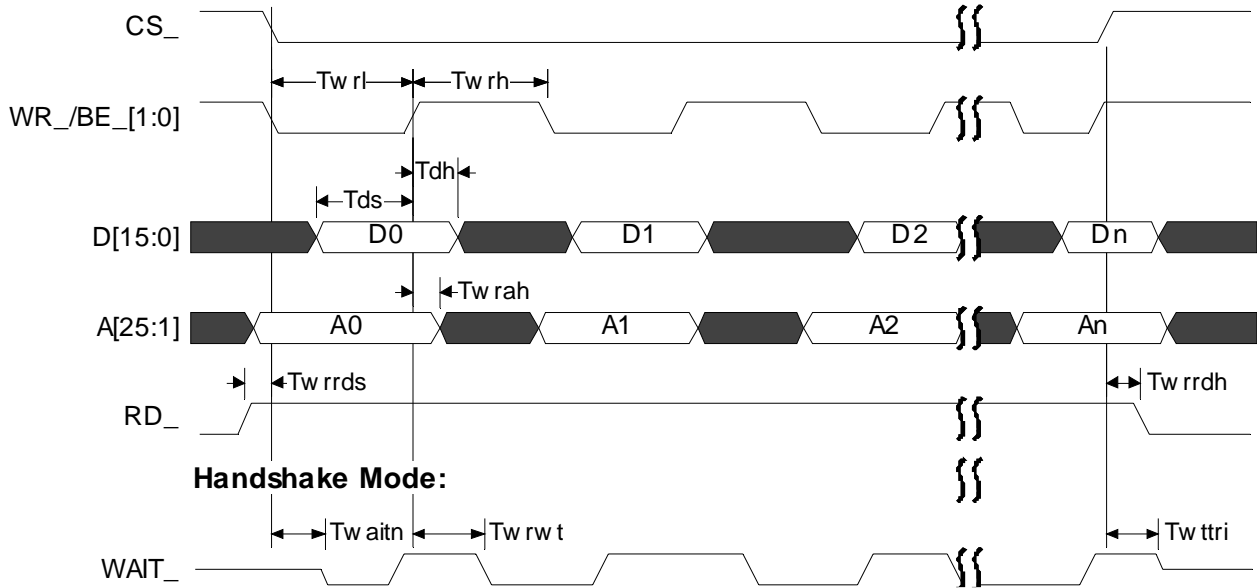 CS_
Twrl Twrh
WR_/BE_[1:0]
Tdh
Tds
D[15:0] D0 D1 D2 Dn
Twrah
A[25:1] A0 A1 A2 An
Twrrds Twrrdh
RD_
Handshake Mode:
Twaitn Twrwt Twttri
WAIT_